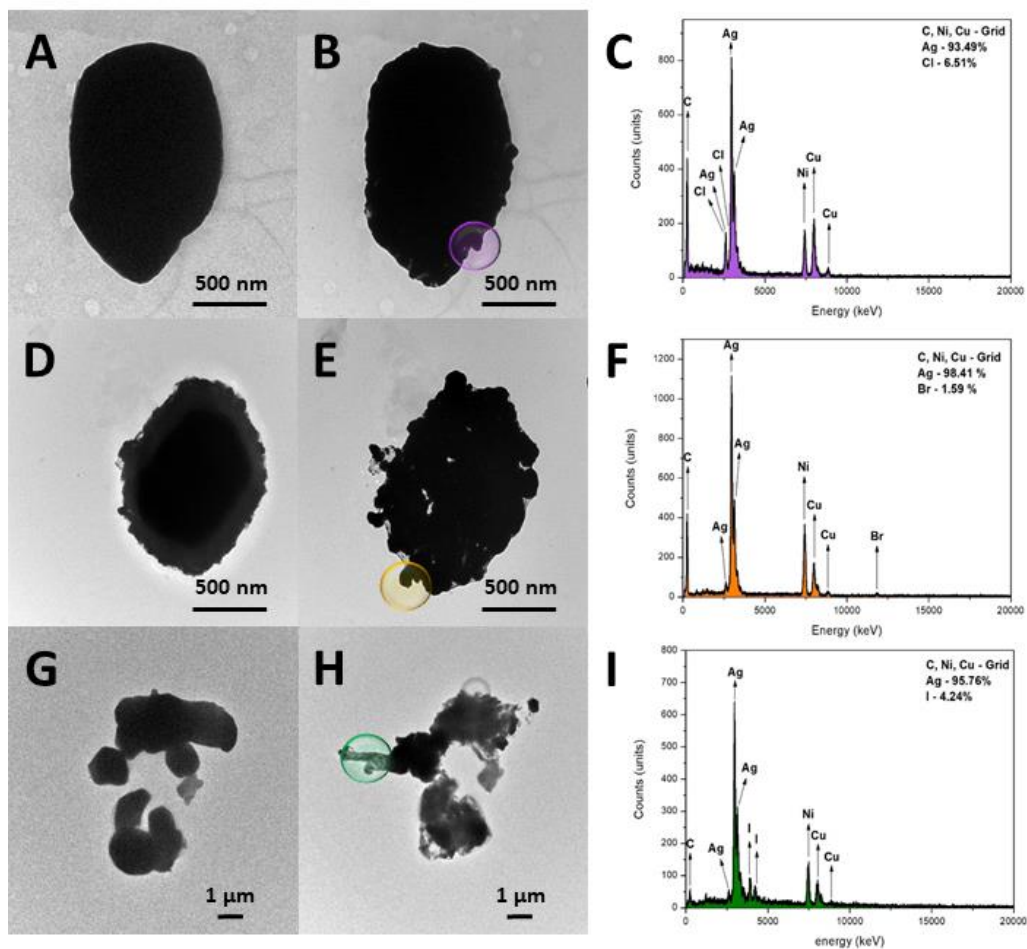 A
500 nm
B
500 nm
C
C, Ni, Cu - Grid
Ag - 93.49%
Cl - 6.51%
Ag
C
Ag
Cl
Ag
Cl
Ni
Cu
Cu
800
600
400
200
0
0
5000
10000
15000
20000
Counts (units)
Energy (keV)
D
500 nm
E
500 nm
F
C, Ni, Cu - Grid
Ag - 98.41 %
Br - 1.59 %
Ag
C
Ag
Ag
Ni
Cu
Cu
Br
1200
1000
800
600
400
200
0
0
5000
10000
15000
20000
Counts (units)
Energy (keV)
G
1 µm
H
1 µm
I
C, Ni, Cu - Grid
Ag - 95.76%
I - 4.24%
Ag
Ag
C
Ag
I
I
Ni
Cu
Cu
800
700
600
500
400
300
200
100
0
0
5000
10000
15000
20000
Counts (units)
energy (keV)